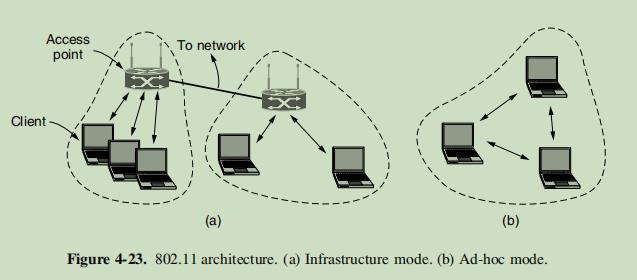 Access
point
To network
Client
(a)
(b)
Figure 4-23. 802.11 architecture. (a) Infrastructure mode. (b) Ad-hoc mode.